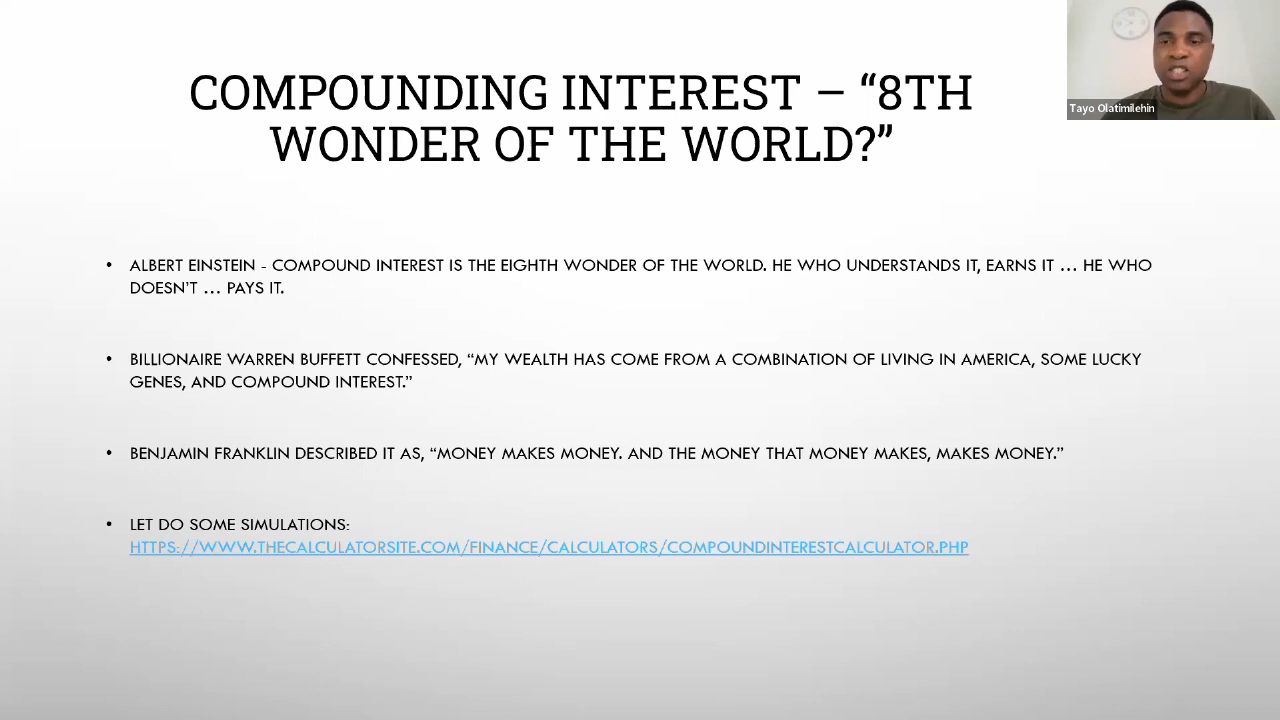 COMPOUNDING INTEREST – “8TH
WONDER OF THE WORLD?”
Tayo Olatimilehin
• ALBERT EINSTEIN - COMPOUND INTEREST IS THE EIGHTH WONDER OF THE WORLD. HE WHO UNDERSTANDS IT, EARNS IT … HE WHO
DOESN’T … PAYS IT.
• BILLIONAIRE WARREN BUFFETT CONFESSED, “MY WEALTH HAS COME FROM A COMBINATION OF LIVING IN AMERICA, SOME LUCKY
GENES, AND COMPOUND INTEREST.”
• BENJAMIN FRANKLIN DESCRIBED IT AS, “MONEY MAKES MONEY. AND THE MONEY THAT MONEY MAKES, MAKES MONEY.”
• LET DO SOME SIMULATIONS:
HTTPS://WWW.THECALCULATORSITE.COM/FINANCE/CALCULATORS/COMPOUNDINTERESTCALCULATOR.PHP